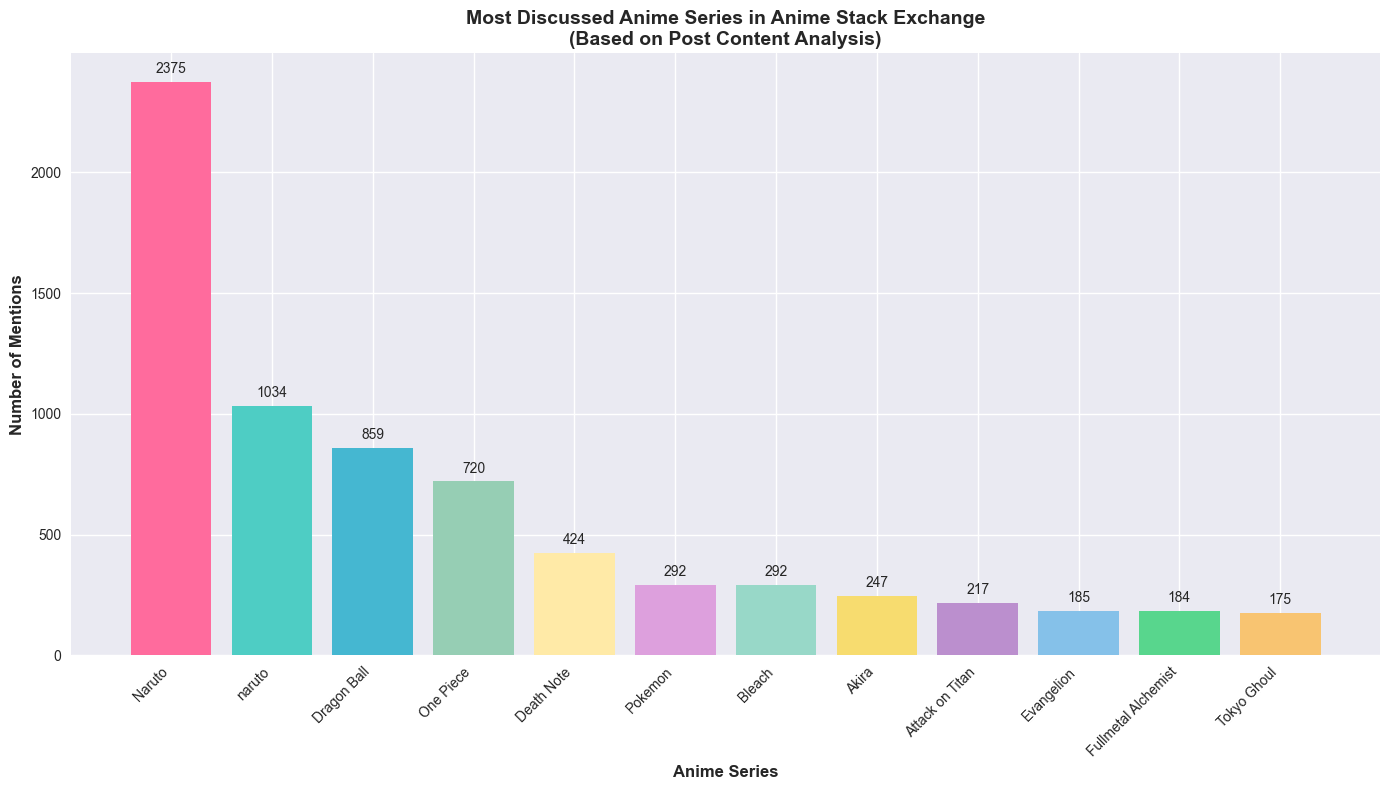 Most Discussed Anime Series in Anime Stack Exchange
(Based on Post Content Analysis)
Number of Mentions
2000
1500
1000
500
0
2375
1034
859
720
424
292
292
247
217
185
184
175
Naruto
naruto
Dragon Ball
One Piece
Death Note
Pokemon
Bleach
Akira
Attack on Titan
Evangelion
Fullmetal Alchemist
Tokyo Ghoul
Anime Series